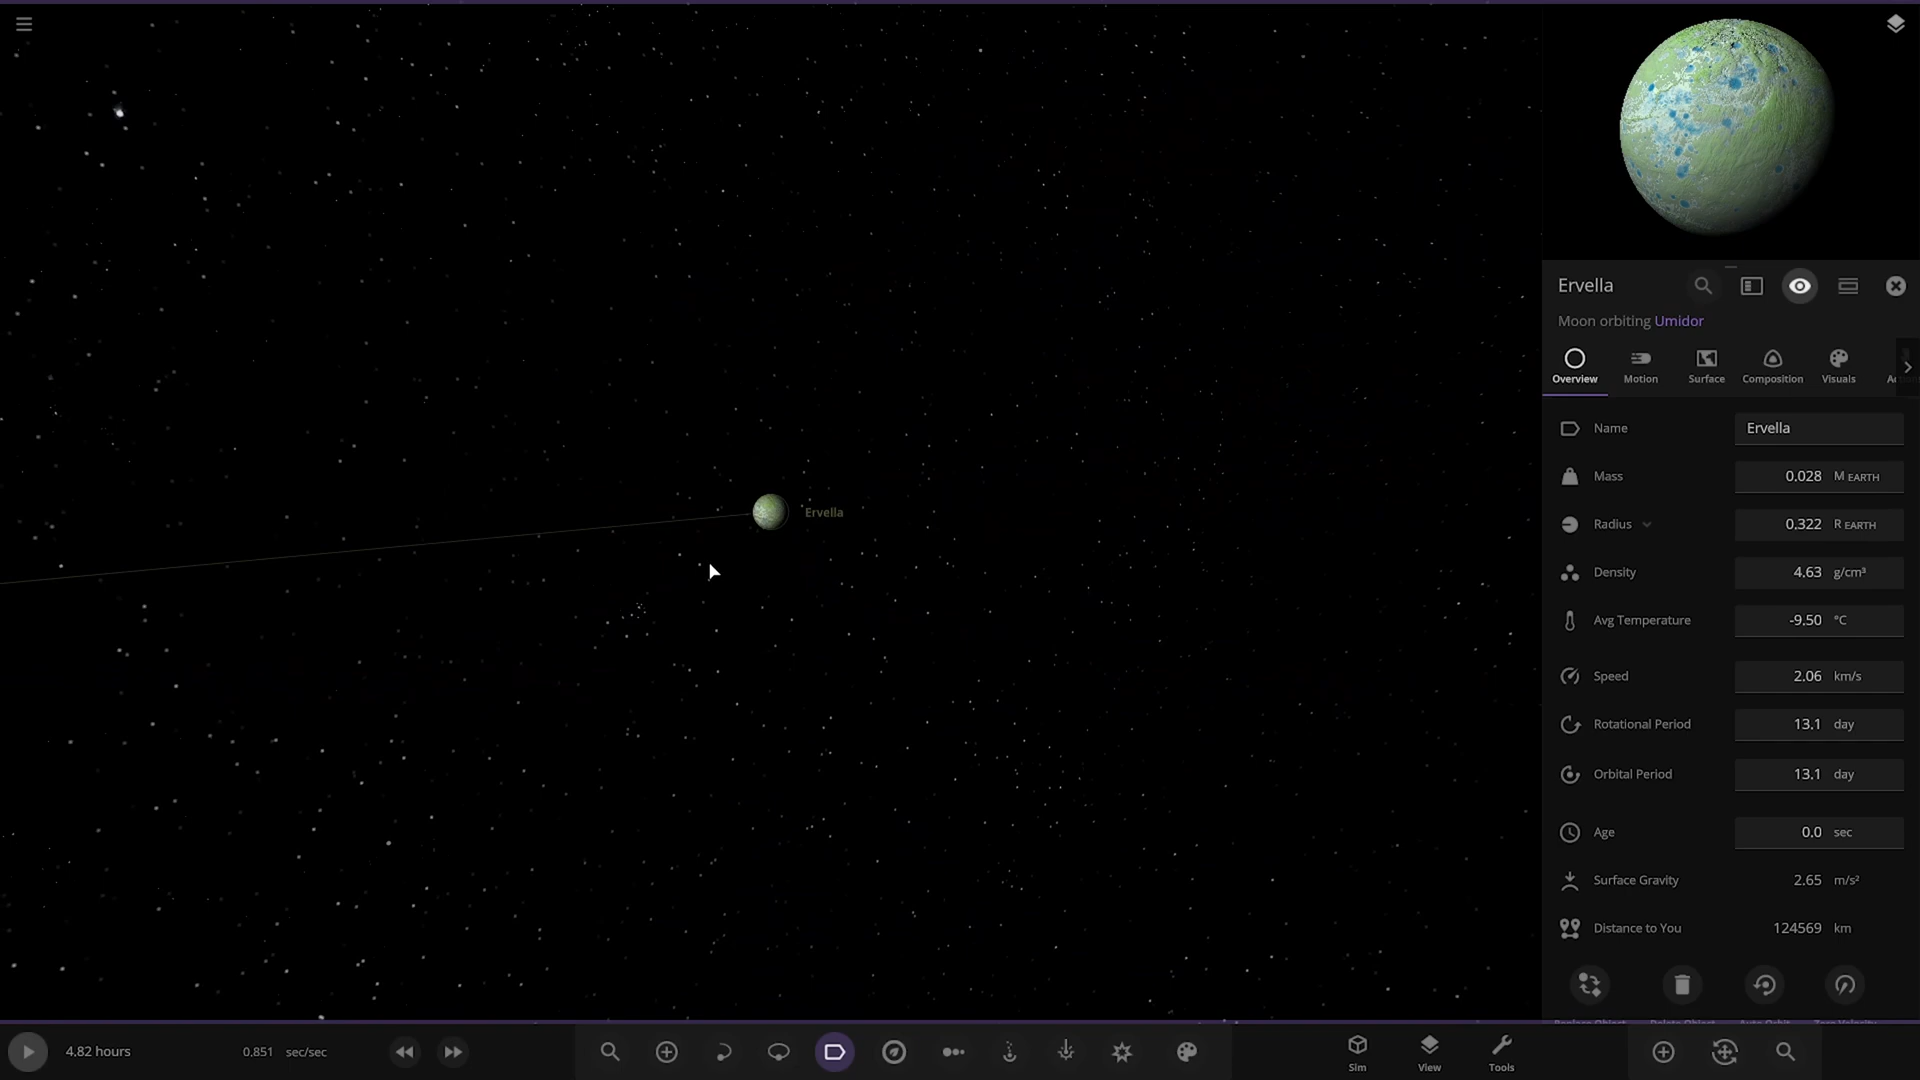 Ervella
Ervella
Moon orbiting Umidor
Overview
Motion
Surface
Composition
Visuals
Name
Ervella
Mass
0.028 M EARTH
Radius
0.322 R EARTH
Density
4.63 g/cm³
Avg Temperature
-9.50 °C
Speed
2.06 km/s
Rotational Period
13.1 day
Orbital Period
13.1 day
Age
0.0 sec
Surface Gravity
2.65 m/s²
Distance to You
124569 km
4.82 hours
0.851 sec/sec
Sim
View
Tools